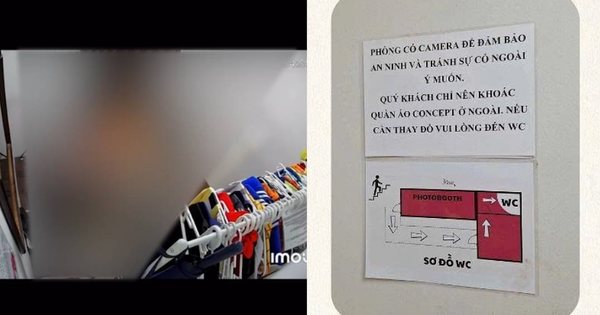 imou
PHÒNG CÓ CAMERA ĐỂ ĐẢM BẢO
AN NINH VÀ TRÁNH SỰ CÓ NGOÀI
Ý MUỐN.
QUÝ KHÁCH CHỈ NÊN KHOÁC
QUẦN ÁO CONCEPT Ở NGOÀI. NẾU
CẦN THAY ĐỒ VUI LÒNG ĐẾN WC
PHOTOBOOTH
WC
SƠ ĐỒ WC